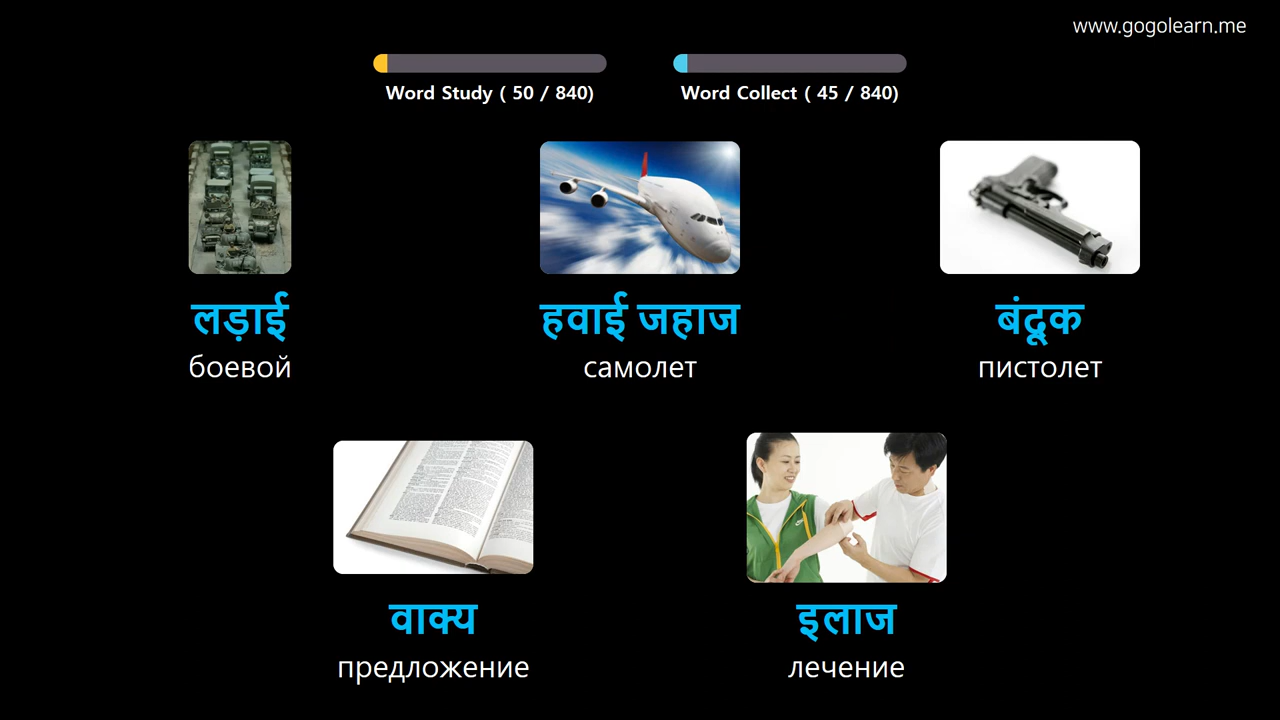 www.gogolearn.me
Word Study ( 50 / 840)
Word Collect ( 45 / 840)
लड़ाई
боевой
हवाई जहाज
самолет
बंदूक
пистолет
वाक्य
предложение
इलाज
лечение